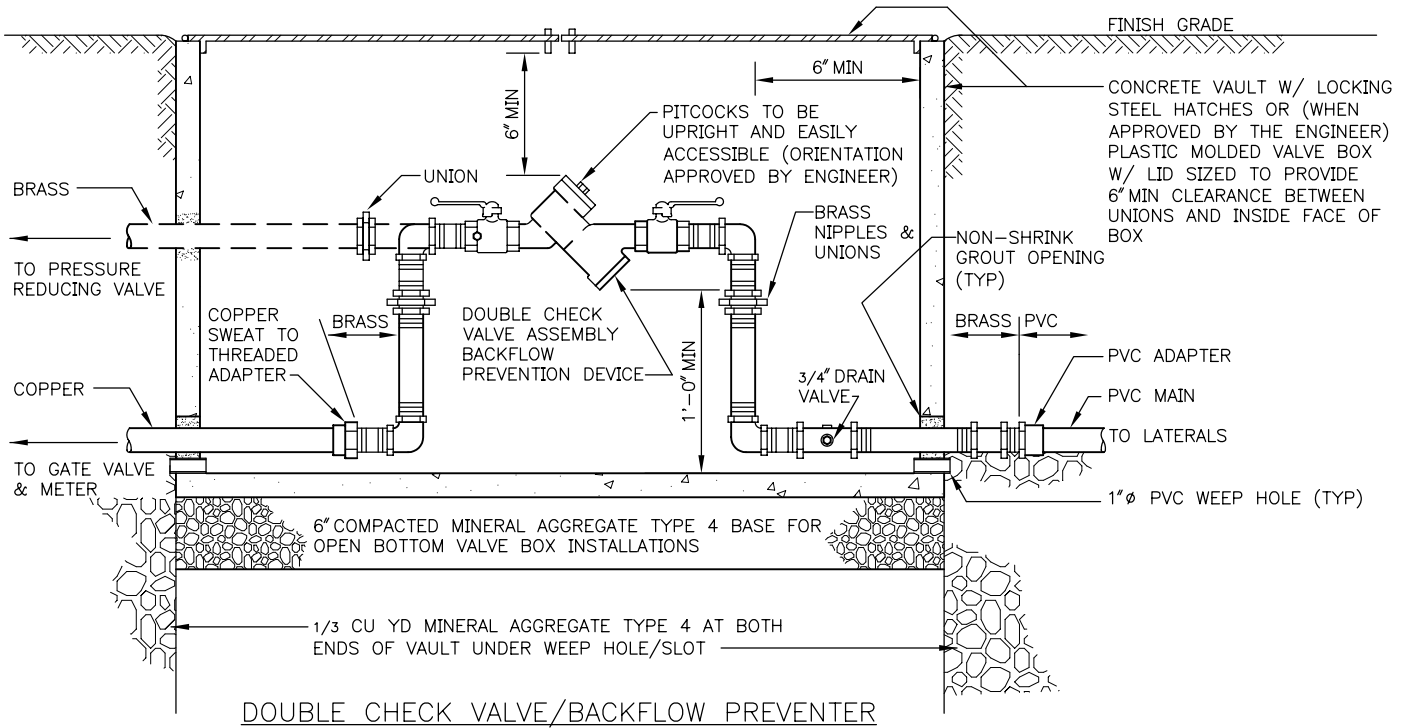 FINISH GRADE
6" MIN
6" MIN
CONCRETE VAULT W/ LOCKING
STEEL HATCHES OR (WHEN
APPROVED BY THE ENGINEER)
PLASTIC MOLDED VALVE BOX
W/ LID SIZED TO PROVIDE
6" MIN CLEARANCE BETWEEN
UNIONS AND INSIDE FACE OF
BOX
PITCOCKS TO BE
UPRIGHT AND EASILY
ACCESSIBLE (ORIENTATION
APPROVED BY ENGINEER)
BRASS
UNION
BRASS
NIPPLES &
UNIONS
NON-SHRINK
GROUT OPENING
(TYP)
TO PRESSURE
REDUCING VALVE
COPPER
SWEAT TO
THREADED
ADAPTER
BRASS
DOUBLE CHECK
VALVE ASSEMBLY
BACKFLOW
PREVENTION DEVICE
1'-0" MIN
3/4" DRAIN
VALVE
BRASS
PVC
PVC ADAPTER
COPPER
PVC MAIN
TO LATERALS
TO GATE VALVE
& METER
1"ø PVC WEEP HOLE (TYP)
6" COMPACTED MINERAL AGGREGATE TYPE 4 BASE FOR
OPEN BOTTOM VALVE BOX INSTALLATIONS
1/3 CU YD MINERAL AGGREGATE TYPE 4 AT BOTH
ENDS OF VAULT UNDER WEEP HOLE/SLOT
DOUBLE CHECK VALVE/BACKFLOW PREVENTER